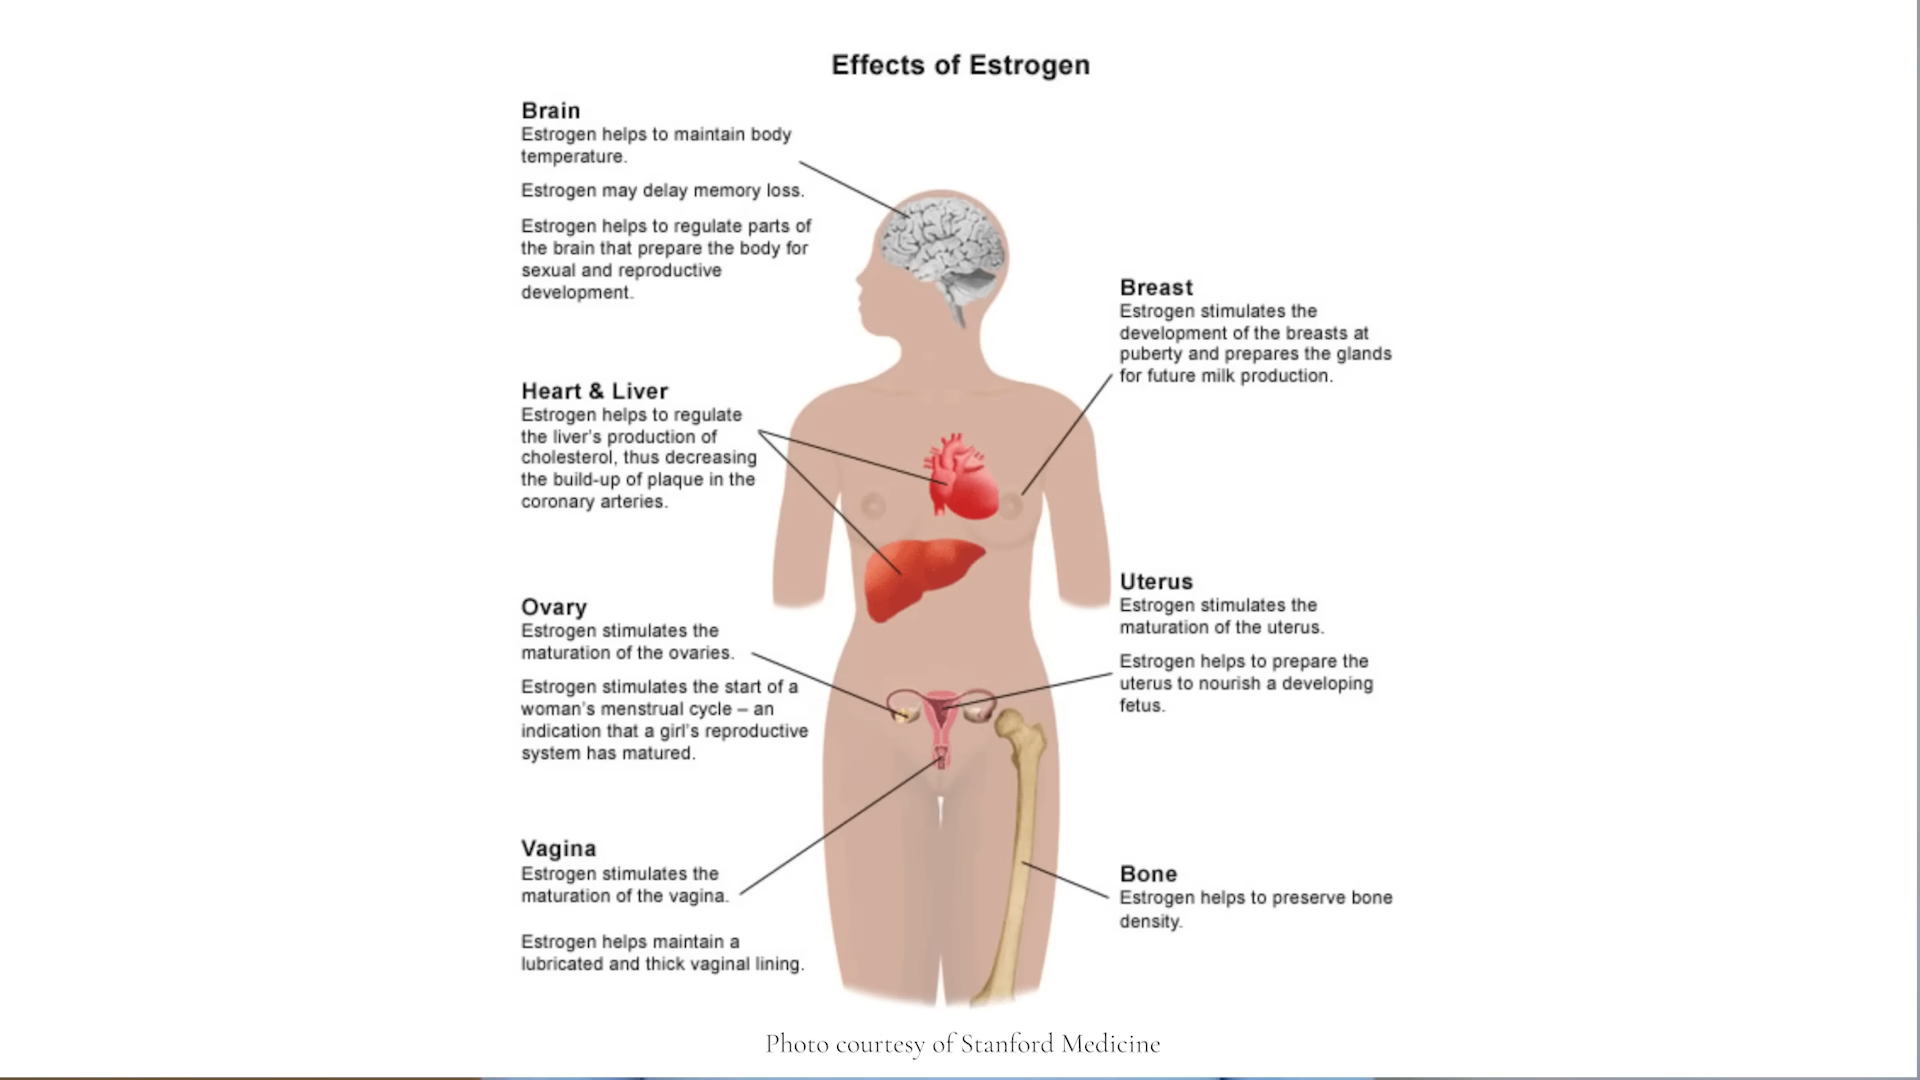 Effects of Estrogen
Brain
Estrogen helps to maintain body
temperature.
Estrogen may delay memory loss.
Estrogen helps to regulate parts of
the brain that prepare the body for
sexual and reproductive
development.
Heart & Liver
Estrogen helps to regulate
the liver's production of
cholesterol, thus decreasing
the build-up of plaque in the
coronary arteries.
Ovary
Estrogen stimulates the
maturation of the ovaries.
Estrogen stimulates the start of a
woman's menstrual cycle – an
indication that a girl's reproductive
system has matured.
Vagina
Estrogen stimulates the
maturation of the vagina.
Estrogen helps maintain a
lubricated and thick vaginal lining.
Breast
Estrogen stimulates the
development of the breasts at
puberty and prepares the glands
for future milk production.
Uterus
Estrogen stimulates the
maturation of the uterus.
Estrogen helps to prepare the
uterus to nourish a developing
fetus.
Bone
Estrogen helps to preserve bone
density.
Photo courtesy of Stanford Medicine